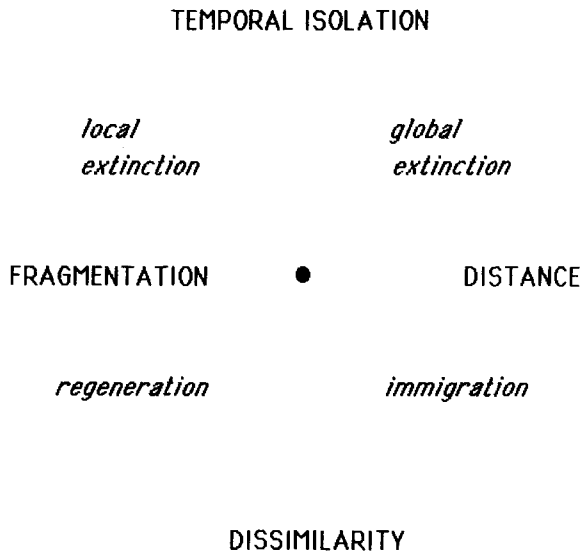 TEMPORAL ISOLATION
local global
extinction extinction
FRAGMENTATION DISTANCE
regeneration immigration
DISSIMILARITY